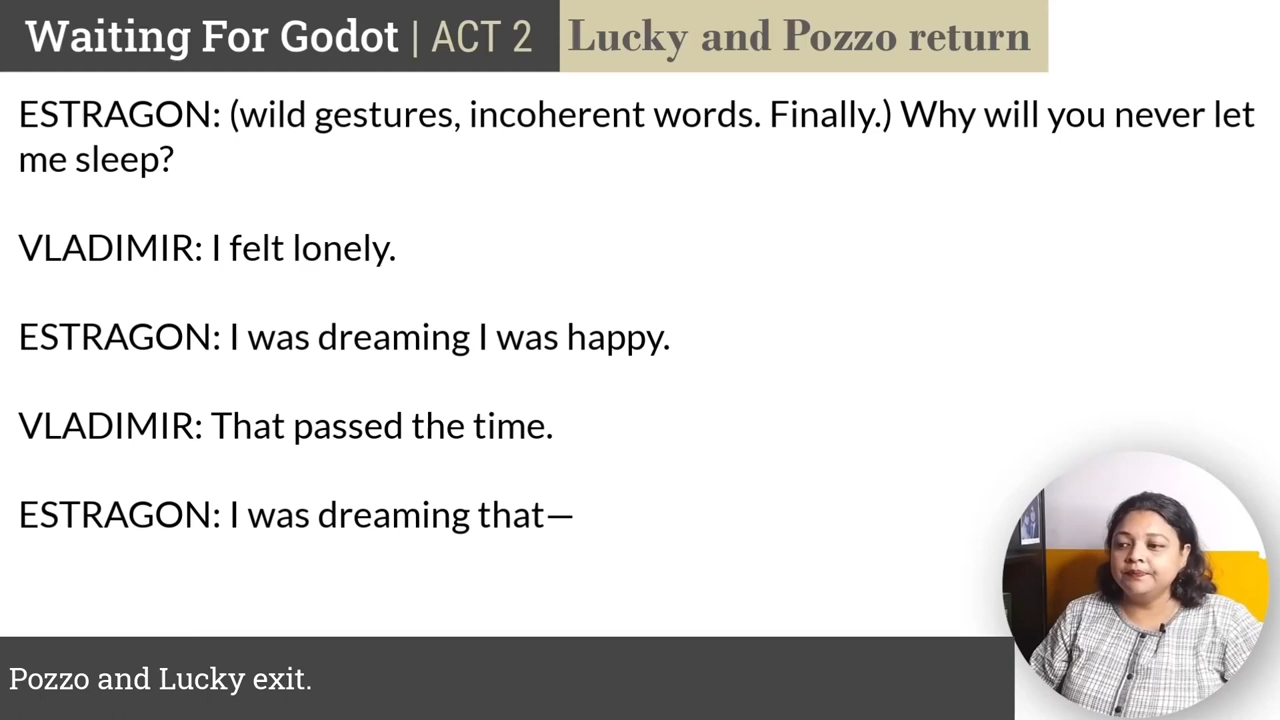 Waiting For Godot | ACT 2 Lucky and Pozzo return
ESTRAGON: (wild gestures, incoherent words. Finally.) Why will you never let
me sleep?
VLADIMIR: I felt lonely.
ESTRAGON: I was dreaming I was happy.
VLADIMIR: That passed the time.
ESTRAGON: I was dreaming that—
Pozzo and Lucky exit.